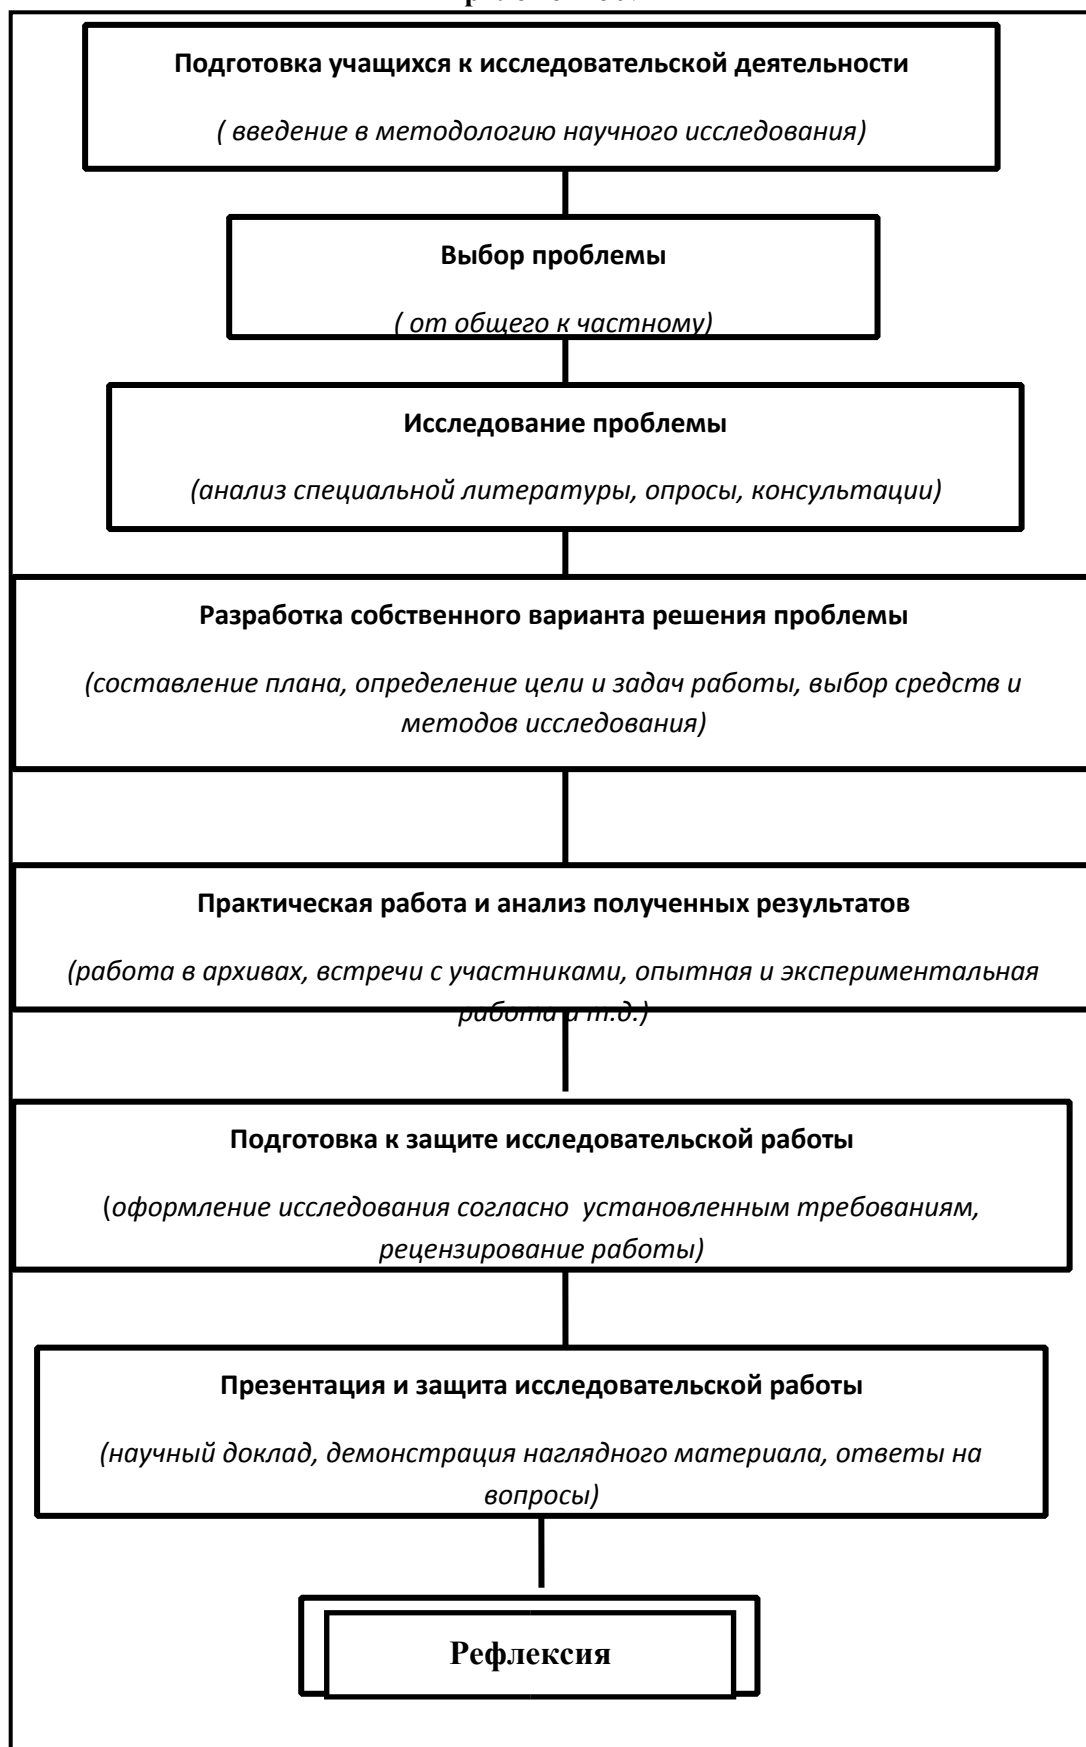 Подготовка учащихся к исследовательской деятельности
( введение в методологию научного исследования)
Выбор проблемы
( от общего к частному)
Исследование проблемы
(анализ специальной литературы, опросы, консультации)
Разработка собственного варианта решения проблемы
(составление плана, определение цели и задач работы, выбор средств и
методов исследования)
Практическая работа и анализ полученных результатов
(работа в архивах, встречи с участниками, опытная и экспериментальная
работа и т.д.)
Подготовка к защите исследовательской работы
(оформление исследования согласно  установленным требованиям,
рецензирование работы)
Презентация и защита исследовательской работы
(научный доклад, демонстрация наглядного материала, ответы на
вопросы)
Рефлексия